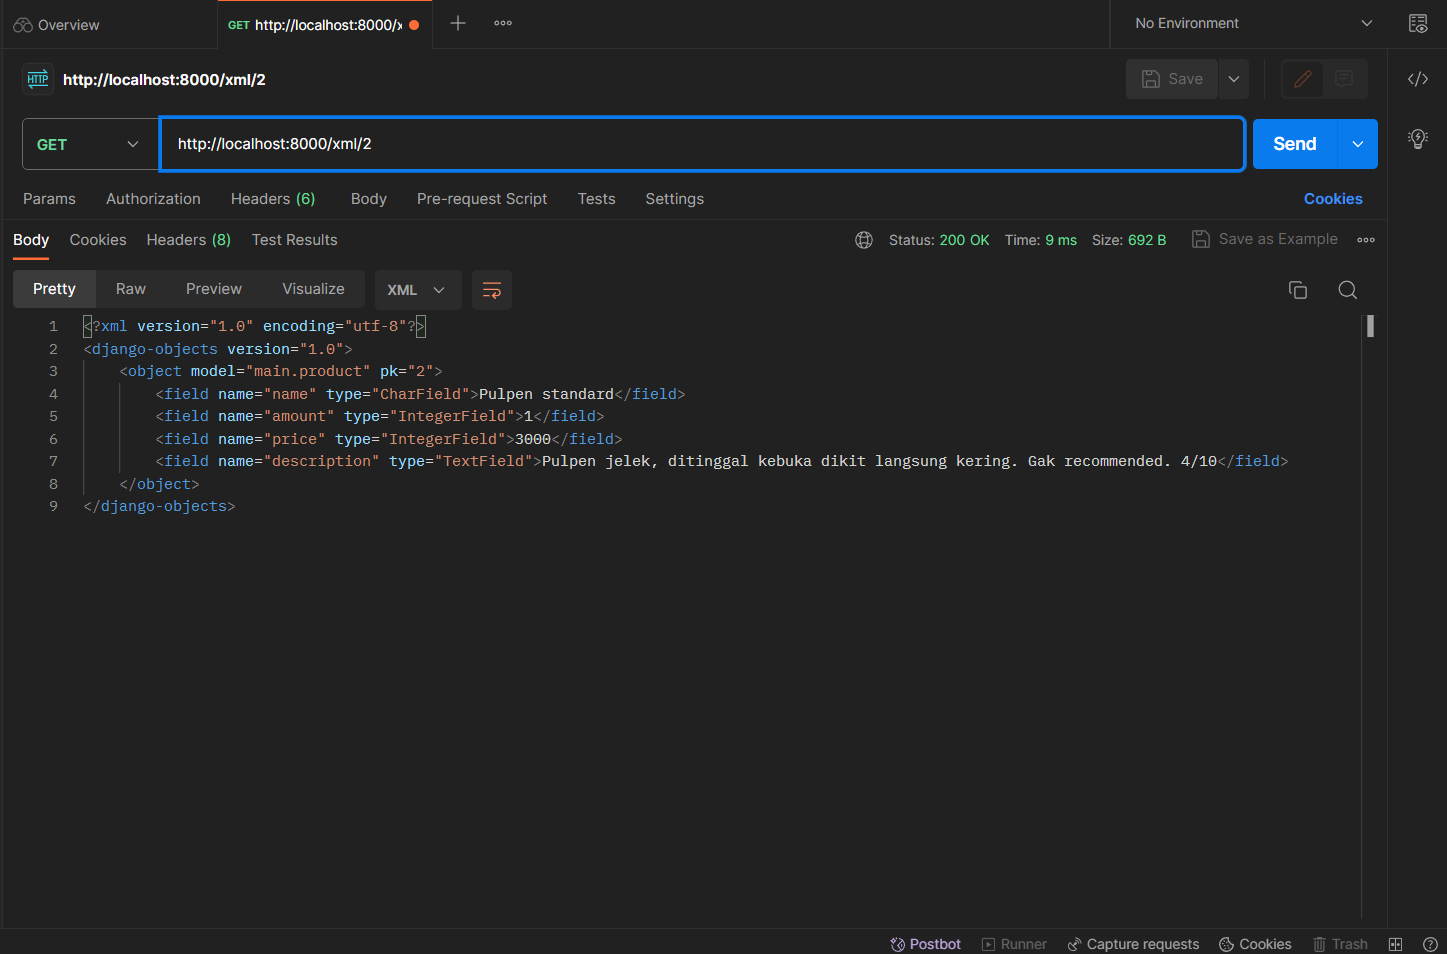 Overview
GET http://localhost:8000/x
No Environment
HTTP http://localhost:8000/xml/2
Save
GET http://localhost:8000/xml/2 Send
Params Authorization Headers (6) Body Pre-request Script Tests Settings Cookies
Body Cookies Headers (8) Test Results Status: 200 OK Time: 9 ms Size: 692 B Save as Example
Pretty Raw Preview Visualize XML
1 <?xml version="1.0" encoding="utf-8"?>
2 <django-objects version="1.0">
3 <object model="main.product" pk="2">
4 <field name="name" type="CharField">Pulpen standard</field>
5 <field name="amount" type="IntegerField">1</field>
6 <field name="price" type="IntegerField">3000</field>
7 <field name="description" type="TextField">Pulpen jelek, ditinggal kebuka dikit langsung kering. Gak recommended. 4/10</field>
8 </object>
9 </django-objects>
Postbot Runner Capture requests Cookies Trash